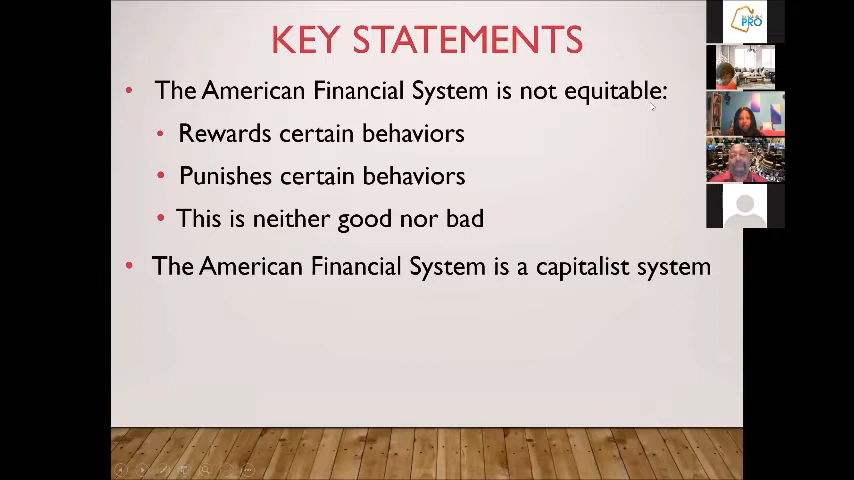 KEY STATEMENTS
The American Financial System is not equitable:
Rewards certain behaviors
Punishes certain behaviors
This is neither good nor bad
The American Financial System is a capitalist system
PRO